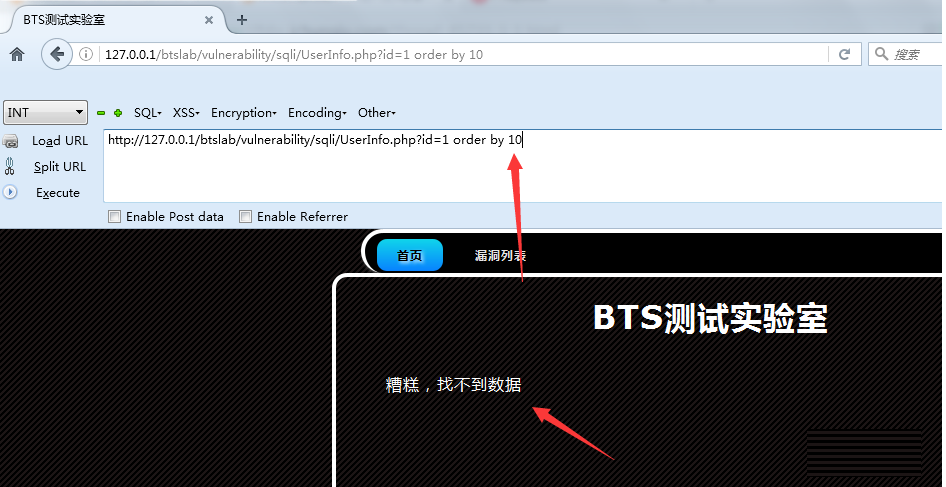 BTS测试实验室
127.0.0.1/btslab/vulnerability/sqli/UserInfo.php?id=1 order by 10
搜索
INT
SQL
XSS
Encryption
Encoding
Other
Load URL
http://127.0.0.1/btslab/vulnerability/sqli/UserInfo.php?id=1 order by 10
Split URL
Execute
Enable Post data
Enable Referrer
首页
漏洞列表
BTS测试实验室
糟糕，找不到数据